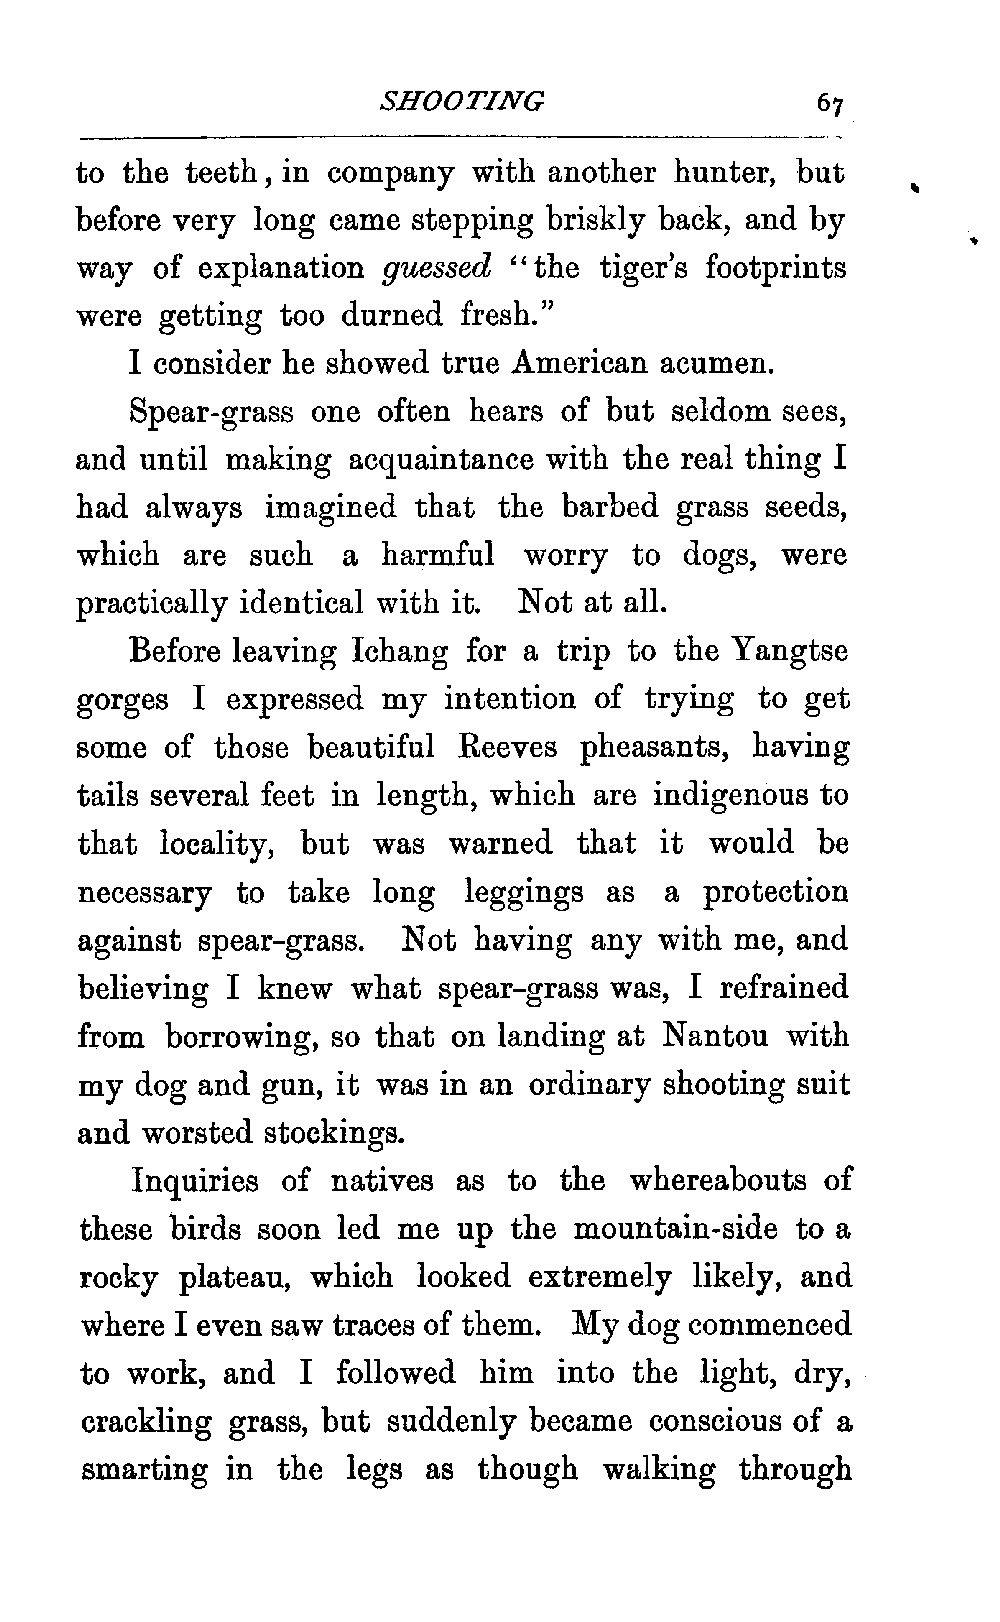 SHOOTING 67
to the teeth, in company with another hunter, but
before very long came stepping briskly back, and by
way of explanation guessed “the tiger’s footprints
were getting too durned fresh.”
I consider he showed true American acumen.
Spear-grass one often hears of but seldom sees,
and until making acquaintance with the real thing I
had always imagined that the barbed grass seeds,
which are such a harmful worry to dogs, were
practically identical with it. Not at all.
Before leaving Ichang for a trip to the Yangtse
gorges I expressed my intention of trying to get
some of those beautiful Reeves pheasants, having
tails several feet in length, which are indigenous to
that locality, but was warned that it would be
necessary to take long leggings as a protection
against spear-grass. Not having any with me, and
believing I knew what spear-grass was, I refrained
from borrowing, so that on landing at Nantou with
my dog and gun, it was in an ordinary shooting suit
and worsted stockings.
Inquiries of natives as to the whereabouts of
these birds soon led me up the mountain-side to a
rocky plateau, which looked extremely likely, and
where I even saw traces of them. My dog commenced
to work, and I followed him into the light, dry,
crackling grass, but suddenly became conscious of a
smarting in the legs as though walking through